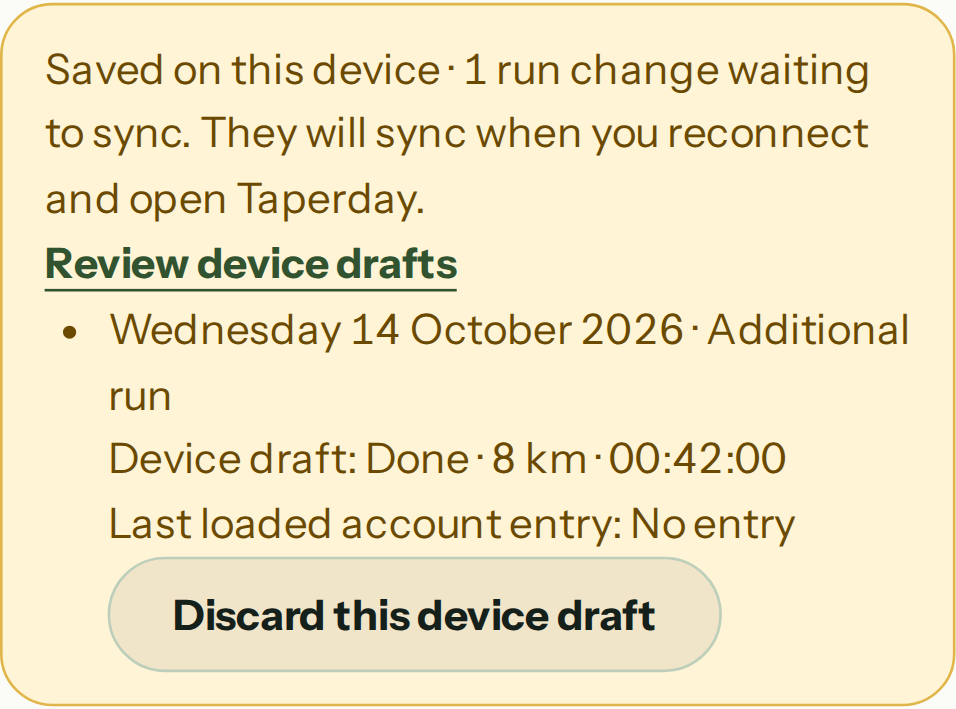 Saved on this device · 1 run change waiting
to sync. They will sync when you reconnect
and open Taperday.
Review device drafts
• Wednesday 14 October 2026 · Additional
run
Device draft: Done · 8 km · 00:42:00
Last loaded account entry: No entry
Discard this device draft